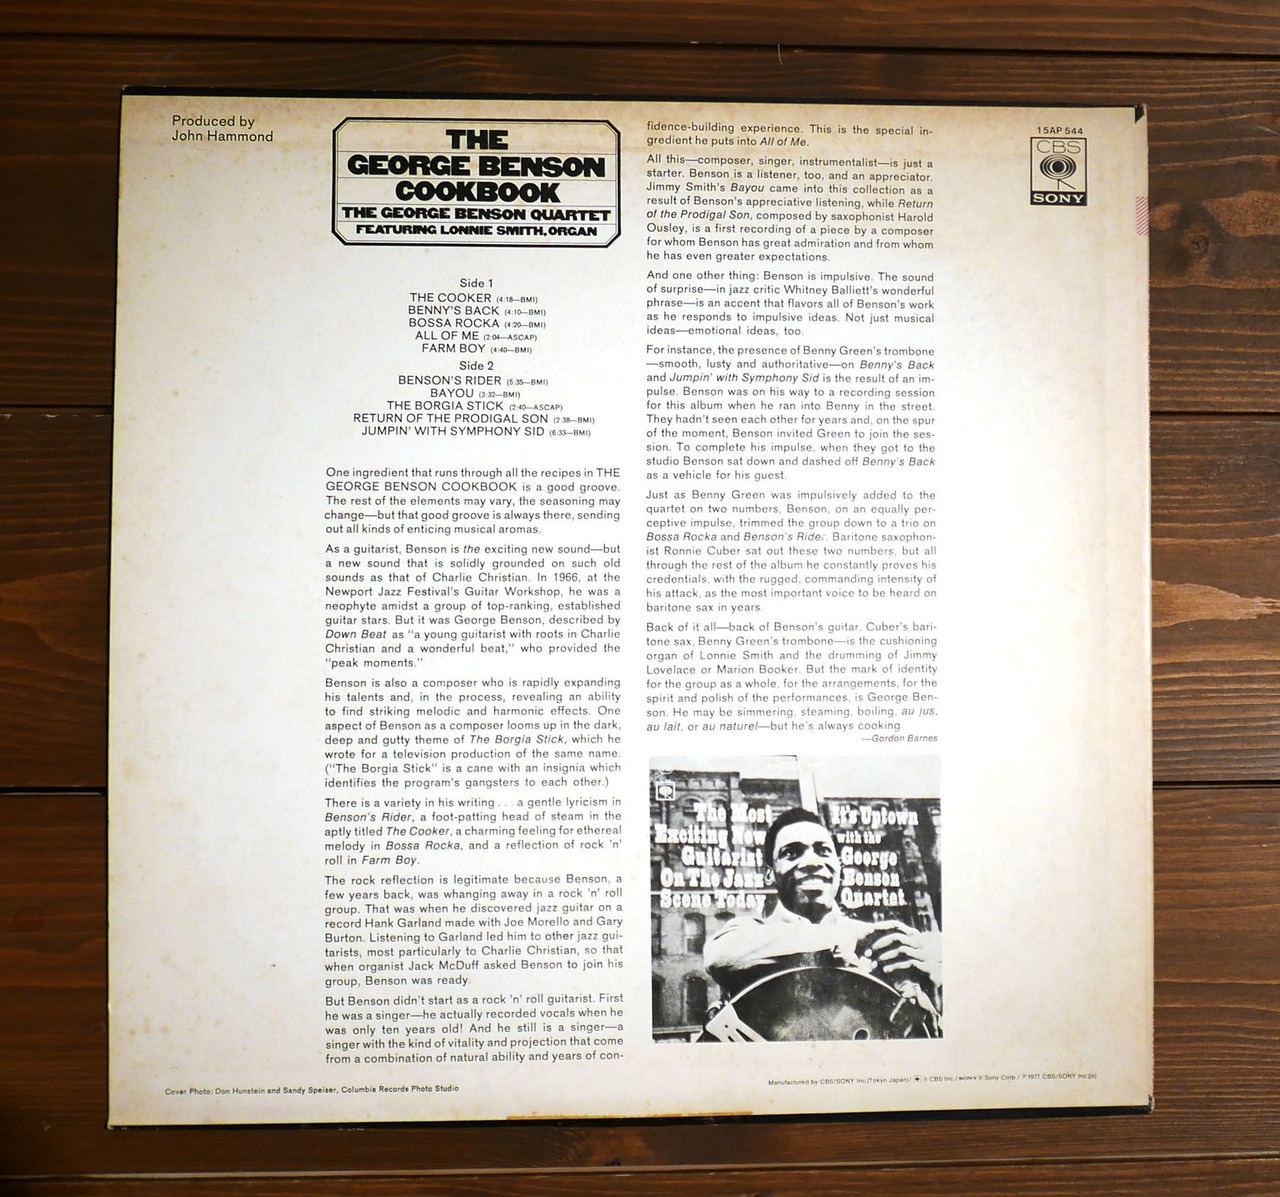 Produced by
John Hammond
THE
GEORGE BENSON
COOKBOOK
THE GEORGE BENSON QUARTET
FEATURING LONNIE SMITH, ORGAN
Side 1
THE COOKER (4:18—BMI)
BENNY'S BACK (4:10—BMI)
BOSSA ROCKA (4:20—BMI)
ALL OF ME (2:04—ASCAP)
FARM BOY (4:40—BMI)
Side 2
BENSON'S RIDER (5:35—BMI)
BAYOU (3:32—BMI)
THE BORGIA STICK (2:40—ASCAP)
RETURN OF THE PRODIGAL SON (2:38—BMI)
JUMPIN' WITH SYMPHONY SID (6:33—BMI)
One ingredient that runs through all the recipes in THE
GEORGE BENSON COOKBOOK is a good groove.
The rest of the elements may vary, the seasoning may
change—but that good groove is always there, sending
out all kinds of enticing musical aromas.
As a guitarist, Benson is the exciting new sound—but
a new sound that is solidly grounded on such old
sounds as that of Charlie Christian. In 1966, at the
Newport Jazz Festival's Guitar Workshop, he was a
neophyte amidst a group of top-ranking, established
guitar stars. But it was George Benson, described by
Down Beat as "a young guitarist with roots in Charlie
Christian and a wonderful beat," who provided the
"peak moments."
Benson is also a composer who is rapidly expanding
his talents and, in the process, revealing an ability
to find striking melodic and harmonic effects. One
aspect of Benson as a composer looms up in the dark,
deep and gutty theme of The Borgia Stick, which he
wrote for a television production of the same name.
("The Borgia Stick" is a cane with an insignia which
identifies the program's gangsters to each other.)
There is a variety in his writing . . . a gentle lyricism in
Benson's Rider, a foot-patting head of steam in the
aptly titled The Cooker, a charming feeling for ethereal
melody in Bossa Rocka, and a reflection of rock 'n'
roll in Farm Boy.
The rock reflection is legitimate because Benson, a
few years back, was whanging away in a rock 'n' roll
group. That was when he discovered jazz guitar on a
record Hank Garland made with Joe Morello and Gary
Burton. Listening to Garland led him to other jazz gui-
tarists, most particularly to Charlie Christian, so that
when organist Jack McDuff asked Benson to join his
group, Benson was ready.
But Benson didn't start as a rock 'n' roll guitarist. First
he was a singer—he actually recorded vocals when he
was only ten years old! And he still is a singer—a
singer with the kind of vitality and projection that come
from a combination of natural ability and years of con-
fidence-building experience. This is the special in-
gredient he puts into All of Me.
All this—composer, singer, instrumentalist—is just a
starter. Benson is a listener, too, and an appreciator.
Jimmy Smith's Bayou came into this collection as a
result of Benson's appreciative listening, while Return
of the Prodigal Son, composed by saxophonist Harold
Ousley, is a first recording of a piece by a composer
for whom Benson has great admiration and from whom
he has even greater expectations.
And one other thing: Benson is impulsive. The sound
of surprise—in jazz critic Whitney Balliett's wonderful
phrase—is an accent that flavors all of Benson's work
as he responds to impulsive ideas. Not just musical
ideas—emotional ideas, too.
For instance, the presence of Benny Green's trombone
—smooth, lusty and authoritative—on Benny's Back
and Jumpin' with Symphony Sid is the result of an im-
pulse. Benson was on his way to a recording session
for this album when he ran into Benny in the street.
They hadn't seen each other for years and, on the spur
of the moment, Benson invited Green to join the ses-
sion. To complete his impulse, when they got to the
studio Benson sat down and dashed off Benny's Back
as a vehicle for his guest.
Just as Benny Green was impulsively added to the
quartet on two numbers, Benson, on an equally per-
ceptive impulse, trimmed the group down to a trio on
Bossa Rocka and Benson's Rider. Baritone saxophon-
ist Ronnie Cuber sat out these two numbers, but all
through the rest of the album he constantly proves his
credentials, with the rugged, commanding intensity of
his attack, as the most important voice to be heard on
baritone sax in years.
Back of it all—back of Benson's guitar, Cuber's bari-
tone sax, Benny Green's trombone—is the cushioning
organ of Lonnie Smith and the drumming of Jimmy
Lovelace or Marion Booker. But the mark of identity
for the group as a whole, for the arrangements, for the
spirit and polish of the performances, is George Ben-
son. He may be simmering, steaming, boiling, au jus,
au lait, or au naturel—but he's always cooking.
—Gordon Barnes
15AP 544
CBS
SONY
The Most
Exciting New
Guitarist
On The Jazz
Scene Today
It's Uptown
with the
George
Benson
Quartet
Cover Photo: Don Hunstein and Sandy Speiser, Columbia Records Photo Studio
Manufactured by CBS/SONY Inc.(Tokyo Japan)/ ® CBS Inc./SONY ® Sony Corp./ ℗1977 CBS/SONY Inc.